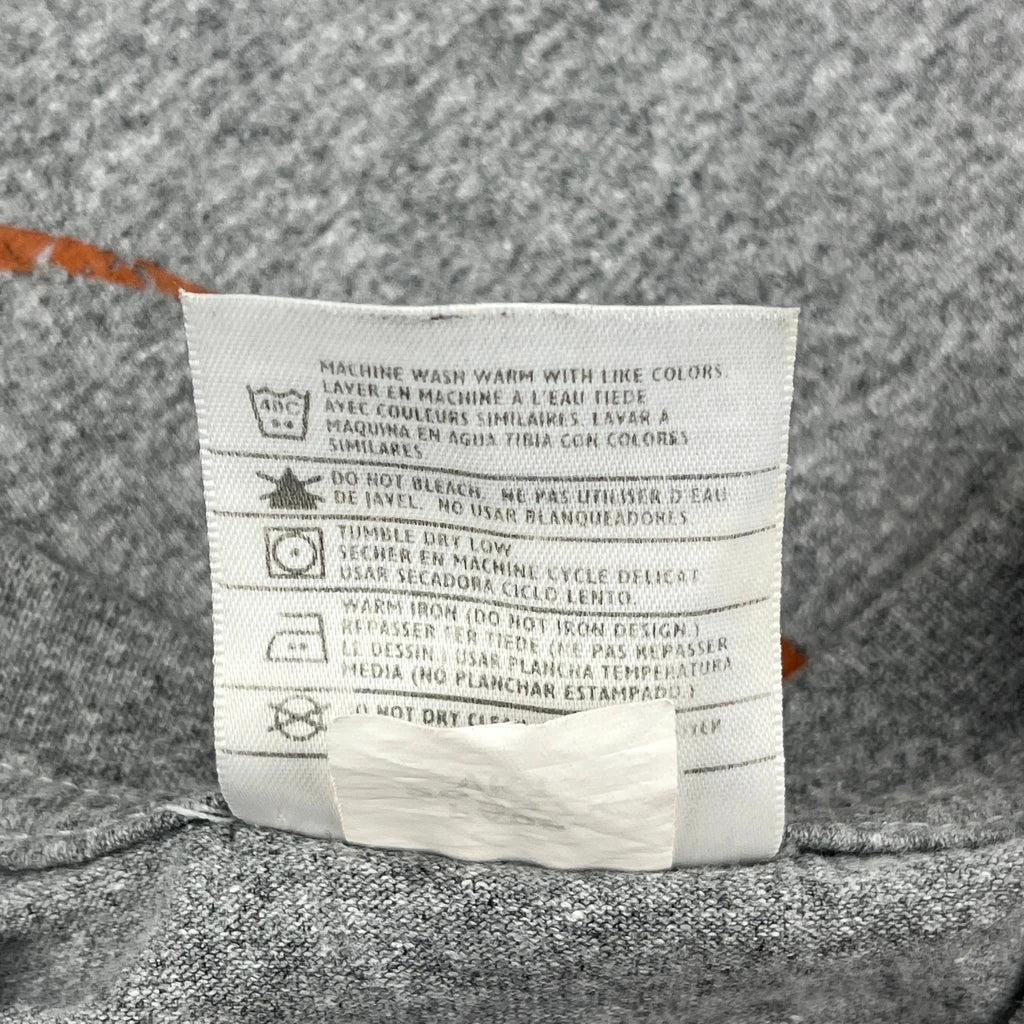 MACHINE WASH WARM WITH LIKE COLORS.
LAVER EN MACHINE A L'EAU TIEDE
AVEC COULEURS SIMILAIRES. LAVAR A
MAQUINA EN AGUA TIBIA CON COLORES
SIMILARES
40C
DO NOT BLEACH. NE PAS UTILISER D'EAU
DE JAVEL. NO USAR BLANQUEADORES
TUMBLE DRY LOW
SECHER EN MACHINE CYCLE DELICAT
USAR SECADORA CICLO LENTO.
WARM IRON (DO NOT IRON DESIGN.)
REPASSER FER TIEDE (NE PAS REPASSER
LE DESSIN.) USAR PLANCHA TEMPERATURA
MEDIA (NO PLANCHAR ESTAMPADO.)
O NOT DRY